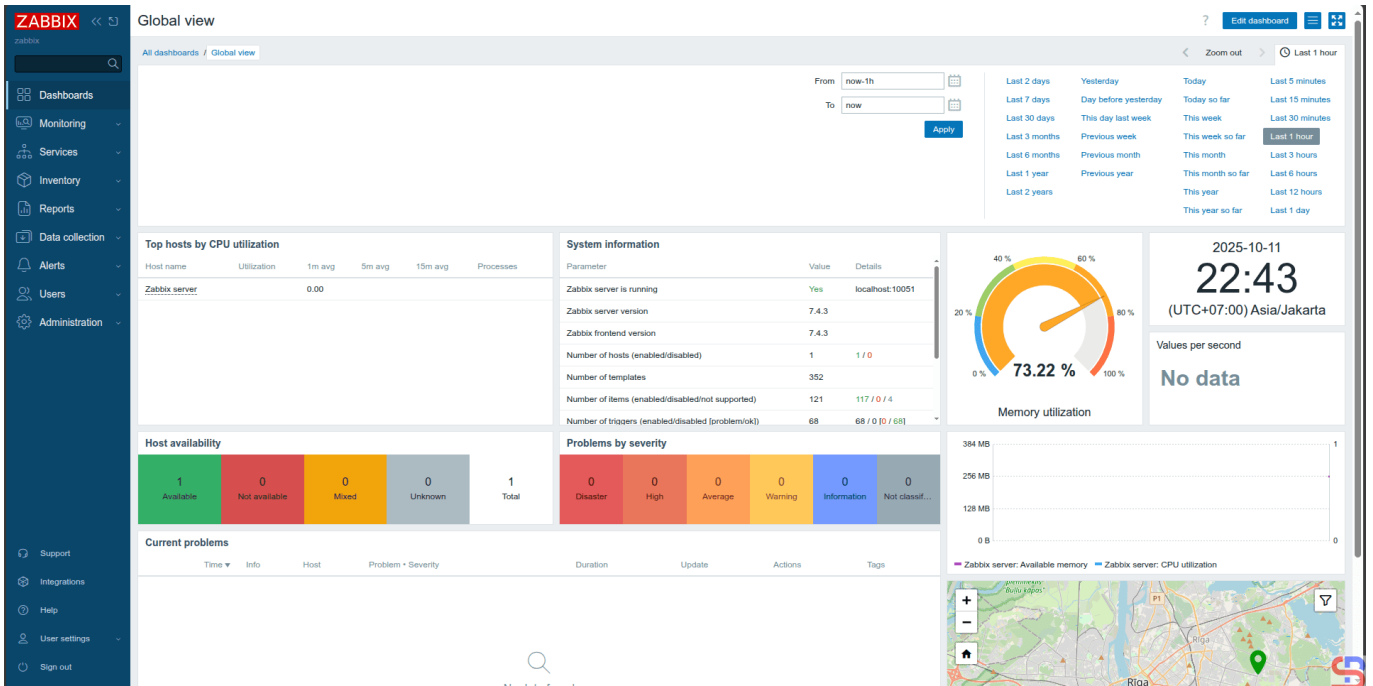 ZABBIX
zabbix
Dashboards
Monitoring
Services
Inventory
Reports
Data collection
Alerts
Users
Administration
Support
Integrations
Help
User settings
Sign out
Global view
? Edit dashboard
All dashboards / Global view
Zoom out Last 1 hour
From now-1h
To now
Apply
Last 2 days Yesterday Today Last 5 minutes
Last 7 days Day before yesterday Today so far Last 15 minutes
Last 30 days This day last week This week Last 30 minutes
Last 3 months Previous week This week so far Last 1 hour
Last 6 months Previous month This month Last 3 hours
Last 1 year Previous year This month so far Last 6 hours
Last 2 years This year Last 12 hours
This year so far Last 1 day
Top hosts by CPU utilization
Host name Utilization 1m avg 5m avg 15m avg Processes
Zabbix server 0.00
System information
Parameter Value Details
Zabbix server is running Yes localhost:10051
Zabbix server version 7.4.3
Zabbix frontend version 7.4.3
Number of hosts (enabled/disabled) 1 1 / 0
Number of templates 352
Number of items (enabled/disabled/not supported) 121 117 / 0 / 4
Number of triggers (enabled/disabled [problem/ok]) 68 68 / 0 [0 / 68]
40 % 60 %
20 % 80 %
0 % 73.22 % 100 %
Memory utilization
2025-10-11
22:43
(UTC+07:00) Asia/Jakarta
Values per second
No data
Host availability
1 0 0 0 1
Available Not available Mixed Unknown Total
Problems by severity
0 0 0 0 0 0
Disaster High Average Warning Information Not classif...
384 MB 1
256 MB
128 MB
0 B 0
Zabbix server: Available memory Zabbix server: CPU utilization
Current problems
Time ▼ Info Host Problem • Severity Duration Update Actions Tags
+
−
P1
Rīga
Rīga